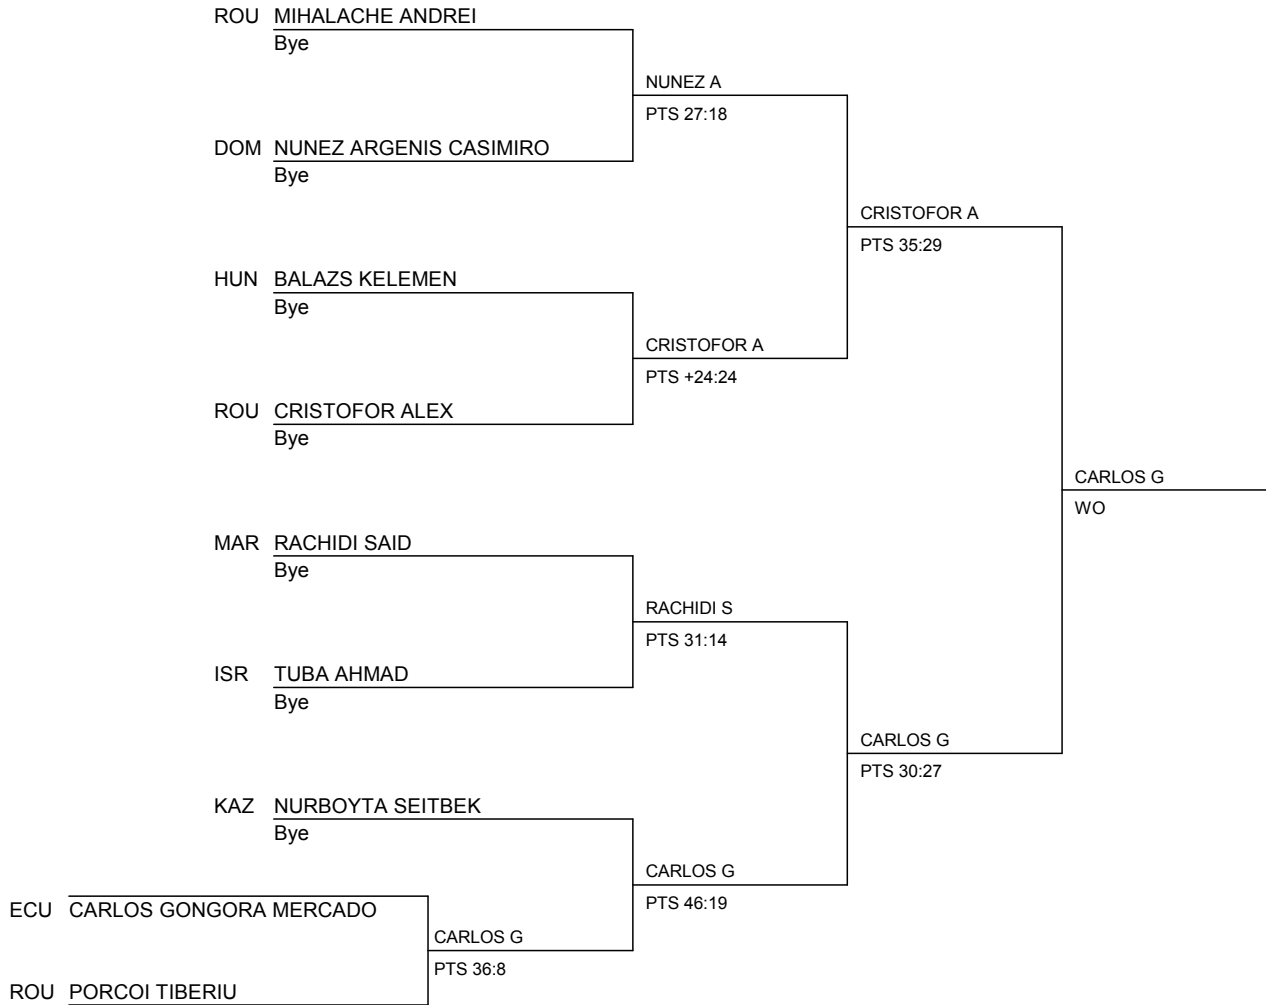 ROU MIHALACHE ANDREI
Bye
NUNEZ A
PTS 27:18
DOM NUNEZ ARGENIS CASIMIRO
Bye
CRISTOFOR A
PTS 35:29
HUN BALAZS KELEMEN
Bye
CRISTOFOR A
PTS +24:24
ROU CRISTOFOR ALEX
Bye
CARLOS G
WO
MAR RACHIDI SAID
Bye
RACHIDI S
PTS 31:14
ISR TUBA AHMAD
Bye
CARLOS G
PTS 30:27
KAZ NURBOYTA SEITBEK
Bye
CARLOS G
PTS 46:19
ECU CARLOS GONGORA MERCADO
CARLOS G
PTS 36:8
ROU PORCOI TIBERIU